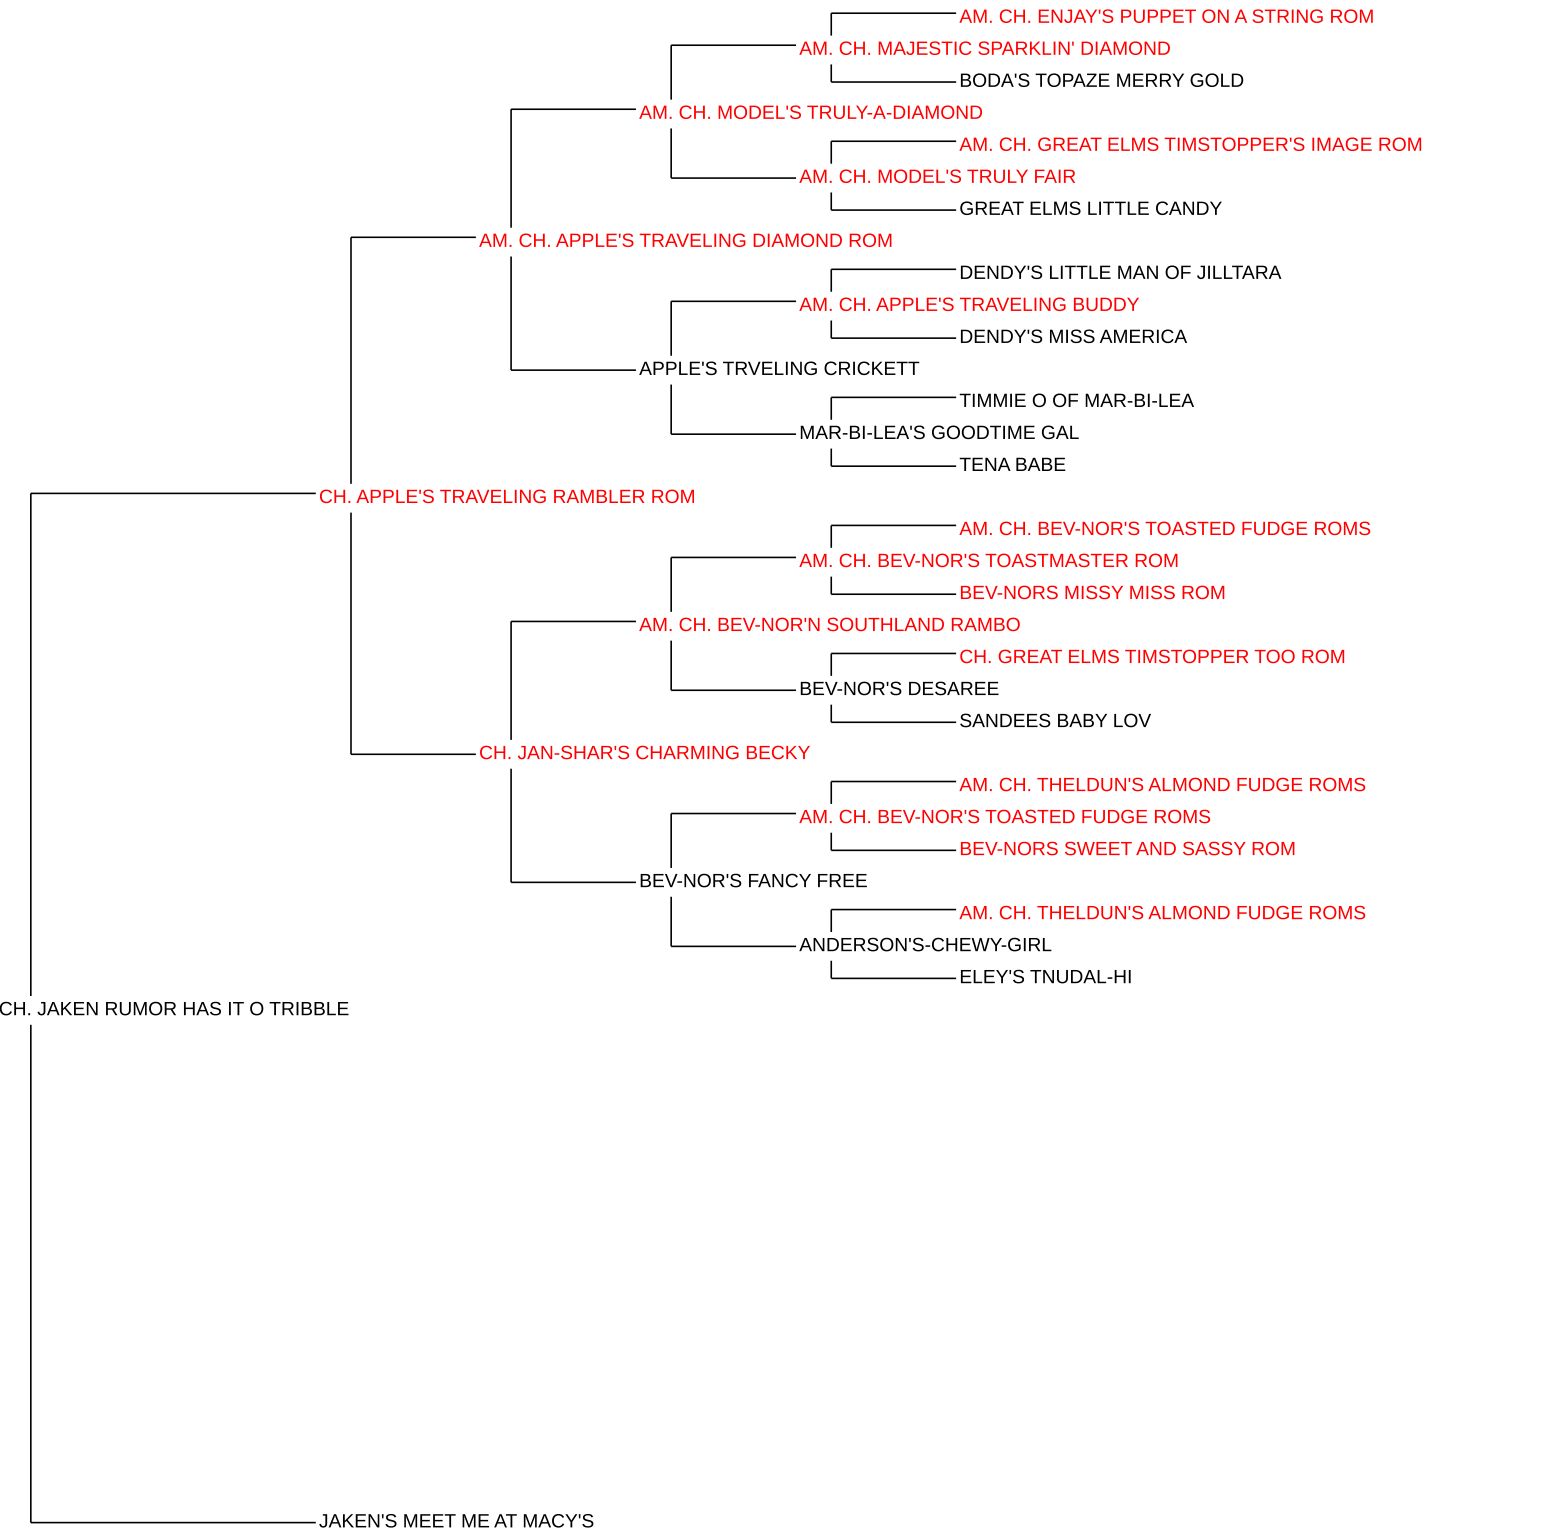 AM. CH. ENJAY'S PUPPET ON A STRING ROM
AM. CH. MAJESTIC SPARKLIN' DIAMOND
BODA'S TOPAZE MERRY GOLD
AM. CH. MODEL'S TRULY-A-DIAMOND
AM. CH. GREAT ELMS TIMSTOPPER'S IMAGE ROM
AM. CH. MODEL'S TRULY FAIR
GREAT ELMS LITTLE CANDY
AM. CH. APPLE'S TRAVELING DIAMOND ROM
DENDY'S LITTLE MAN OF JILLTARA
AM. CH. APPLE'S TRAVELING BUDDY
DENDY'S MISS AMERICA
APPLE'S TRVELING CRICKETT
TIMMIE O OF MAR-BI-LEA
MAR-BI-LEA'S GOODTIME GAL
TENA BABE
CH. APPLE'S TRAVELING RAMBLER ROM
AM. CH. BEV-NOR'S TOASTED FUDGE ROMS
AM. CH. BEV-NOR'S TOASTMASTER ROM
BEV-NORS MISSY MISS ROM
AM. CH. BEV-NOR'N SOUTHLAND RAMBO
CH. GREAT ELMS TIMSTOPPER TOO ROM
BEV-NOR'S DESAREE
SANDEES BABY LOV
CH. JAN-SHAR'S CHARMING BECKY
AM. CH. THELDUN'S ALMOND FUDGE ROMS
AM. CH. BEV-NOR'S TOASTED FUDGE ROMS
BEV-NORS SWEET AND SASSY ROM
BEV-NOR'S FANCY FREE
AM. CH. THELDUN'S ALMOND FUDGE ROMS
ANDERSON'S-CHEWY-GIRL
ELEY'S TNUDAL-HI
CH. JAKEN RUMOR HAS IT O TRIBBLE
JAKEN'S MEET ME AT MACY'S